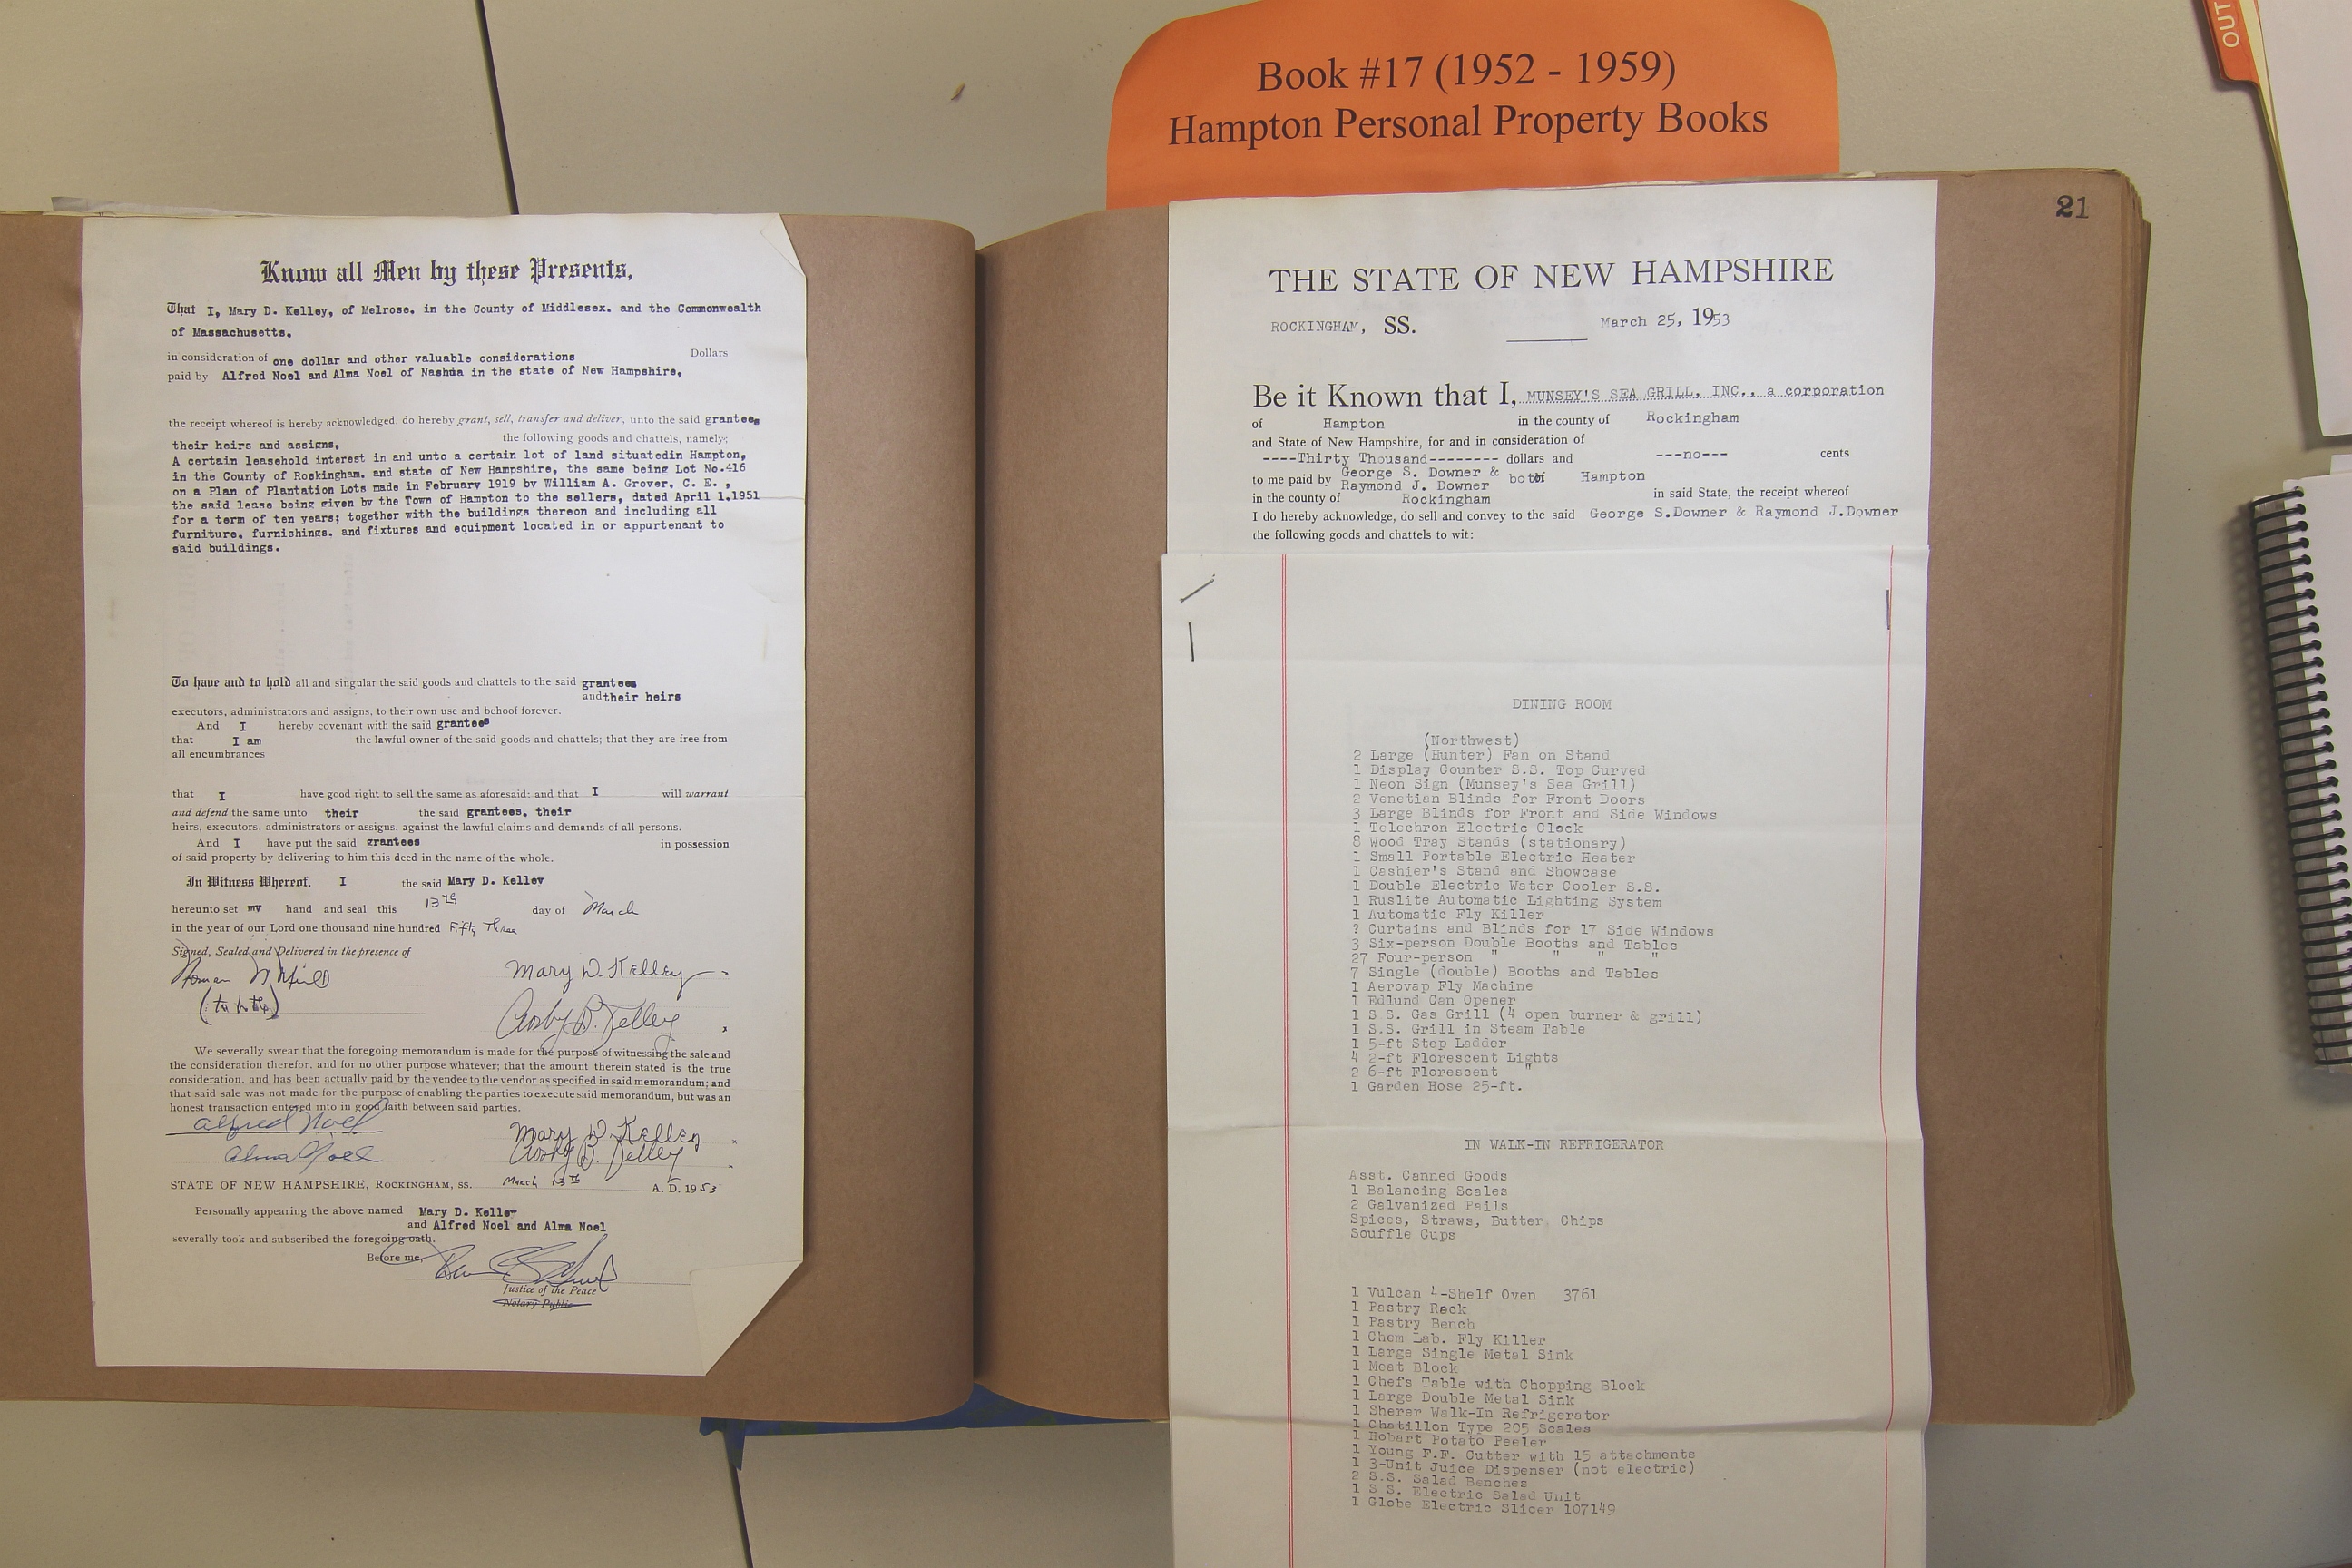 OUT
Book #17 (1952 - 1959)
Hampton Personal Property Books
Know all Men by these Presents,
That I, Mary D. Kelley, of Melrose, in the County of Middlesex. and the Commonwealth
of Massachusetts,
in consideration of one dollar and other valuable considerations Dollars
paid by Alfred Noel and Alma Noel of Nashua in the state of New Hampshire,
the receipt whereof is hereby acknowledged, do hereby grant, sell, transfer and deliver, unto the said grantees
their heirs and assigns, the following goods and chattels, namely;
A certain leasehold interest in and unto a certain lot of land situatedin Hampton,
in the County of Rockingham. and state of New Hampshire, the same being Lot No.416
on a Plan of Plantation Lots made in February 1919 by William A. Grover, C. E. ,
the said lease being given by the Town of Hampton to the sellers, dated April 1,1951
for a term of ten years; together with the buildings thereon and including all
furniture. furnishings. and fixtures and equipment located in or appurtenant to
said buildings.
To have and to hold all and singular the said goods and chattels to the said grantees
and their heirs
executors, administrators and assigns, to their own use and behoof forever.
And I hereby covenant with the said grantees
that I am the lawful owner of the said goods and chattels; that they are free from
all encumbrances
that I have good right to sell the same as aforesaid: and that I will warrant
and defend the same unto their the said grantees. their
heirs, executors, administrators or assigns, against the lawful claims and demands of all persons.
And I have put the said grantees in possession
of said property by delivering to him this deed in the name of the whole.
In Witness Whereof, I the said Mary D. Kelley
hereunto set my hand and seal this 13th day of March
in the year of our Lord one thousand nine hundred Fifty Three
Signed, Sealed and Delivered in the presence of
Mary D. Kelley
(to both)
Crosby B. Kelley
We severally swear that the foregoing memorandum is made for the purpose of witnessing the sale and
the consideration therefor, and for no other purpose whatever; that the amount therein stated is the true
consideration, and has been actually paid by the vendee to the vendor as specified in said memorandum; and
that said sale was not made for the purpose of enabling the parties to execute said memorandum, but was an
honest transaction entered into in good faith between said parties.
Alfred Noel Mary D. Kelley
Alma Noel Crosby B. Kelley
STATE OF NEW HAMPSHIRE, ROCKINGHAM, SS. March 13th A. D. 1953
Personally appearing the above named Mary D. Kelley
and Alfred Noel and Alma Noel
severally took and subscribed the foregoing oath.
Before me,
Justice of the Peace
Notary Public
21
THE STATE OF NEW HAMPSHIRE
ROCKINGHAM, SS. March 25, 1953
Be it Known that I, MUNSEY'S SEA GRILL, INC., a corporation
of Hampton in the county of Rockingham
and State of New Hampshire, for and in consideration of
----Thirty Thousand-------- dollars and ---no--- cents
to me paid by George S. Downer & Raymond J. Downer both of Hampton
in the county of Rockingham in said State, the receipt whereof
I do hereby acknowledge, do sell and convey to the said George S.Downer & Raymond J.Downer
the following goods and chattels to wit:
DINING ROOM
(Northwest)
2 Large (Hunter) Fan on Stand
1 Display Counter S.S. Top Curved
1 Neon Sign (Munsey's Sea Grill)
2 Venetian Blinds for Front Doors
3 Large Blinds for Front and Side Windows
1 Telechron Electric Clock
8 Wood Tray Stands (stationary)
1 Small Portable Electric Heater
1 Cashier's Stand and Showcase
1 Double Electric Water Cooler S.S.
1 Ruslite Automatic Lighting System
1 Automatic Fly Killer
? Curtains and Blinds for 17 Side Windows
3 Six-person Double Booths and Tables
27 Four-person " " " "
7 Single (double) Booths and Tables
1 Aerovap Fly Machine
1 Edlund Can Opener
1 S.S. Gas Grill (4 open burner & grill)
1 S.S. Grill in Steam Table
1 5-ft Step Ladder
4 2-ft Florescent Lights
2 6-ft Florescent "
1 Garden Hose 25-ft.
IN WALK-IN REFRIGERATOR
Asst. Canned Goods
1 Balancing Scales
2 Galvanized Pails
Spices, Straws, Butter Chips
Souffle Cups
1 Vulcan 4-Shelf Oven 3761
1 Pastry Rack
1 Pastry Bench
1 Chem Lab. Fly Killer
1 Large Single Metal Sink
1 Meat Block
1 Chefs Table with Chopping Block
1 Large Double Metal Sink
1 Sherer Walk-In Refrigerator
1 Chatillon Type 205 Scales
1 Hobart Potato Peeler
1 Young F.F. Cutter with 15 attachments
1 3-Unit Juice Dispenser (not electric)
2 S.S. Salad Benches
1 S.S. Electric Salad Unit
1 Globe Electric Slicer 107149